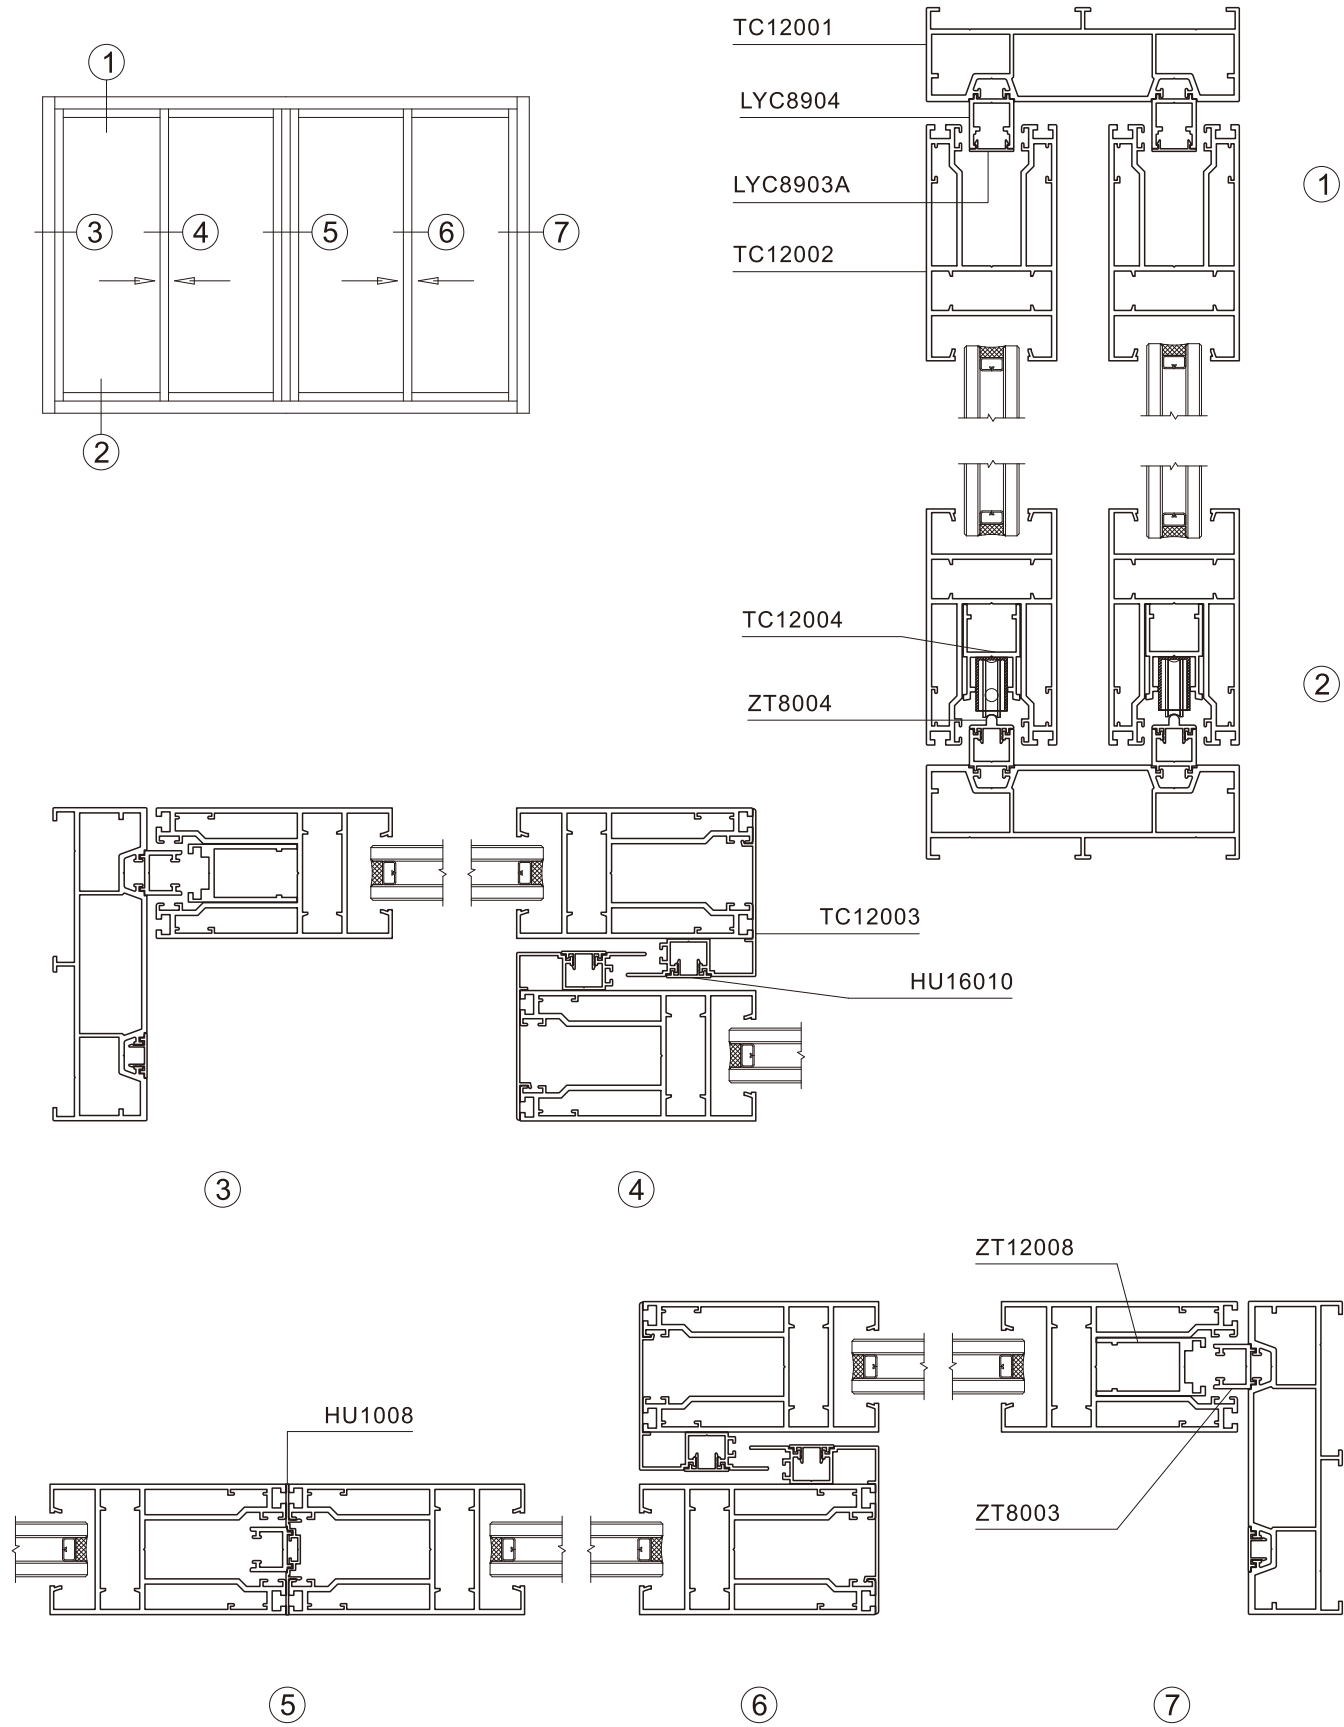 ①
③
④
⑤
⑥
⑦
②
TC12001
LYC8904
LYC8903A
TC12002
①
TC12004
ZT8004
②
TC12003
HU16010
③
④
ZT12008
ZT8003
HU1008
⑤
⑥
⑦